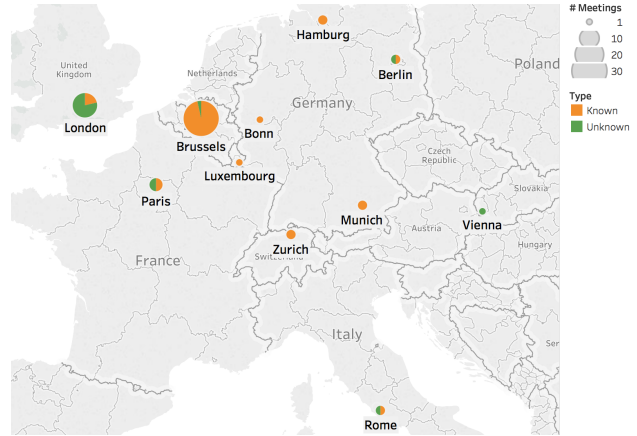 Hamburg
United
Kingdom
Berlin
Netherlands
Poland
Germany
London
Brussels
Bonn
Czech
Republic
Luxembourg
Slovakia
Paris
Munich
Vienna
Austria
Zurich
Switzerland
Hungary
France
Italy
Ser
Rome
# Meetings
1
10
20
30
Type
Known
Unknown